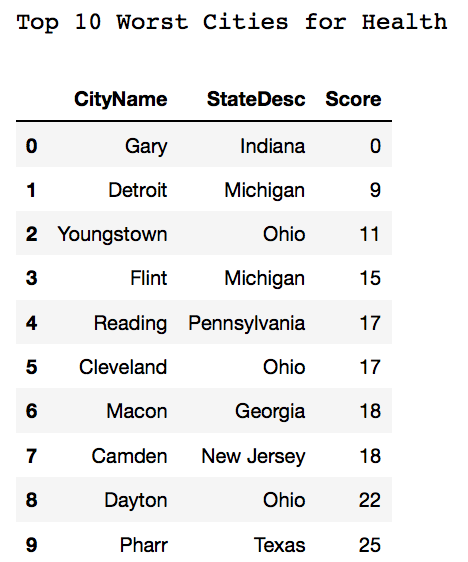 Top 10 Worst Cities for Health
CityName StateDesc Score
0 Gary Indiana 0
1 Detroit Michigan 9
2 Youngstown Ohio 11
3 Flint Michigan 15
4 Reading Pennsylvania 17
5 Cleveland Ohio 17
6 Macon Georgia 18
7 Camden New Jersey 18
8 Dayton Ohio 22
9 Pharr Texas 25